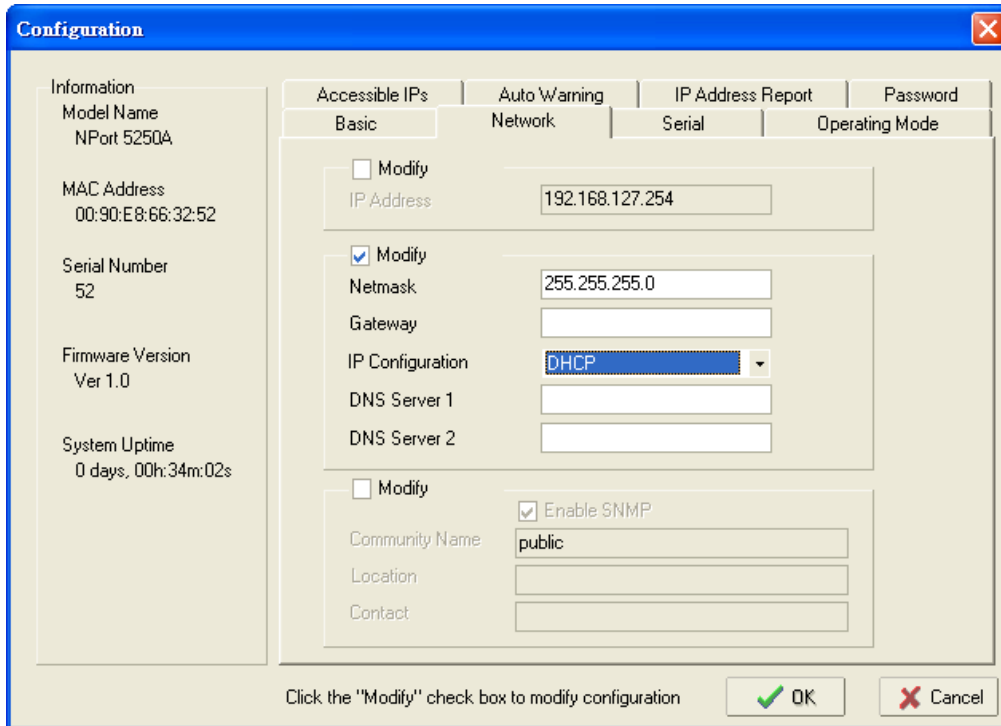 Configuration
Information
Model Name
NPort 5250A
MAC Address
00:90:E8:66:32:52
Serial Number
52
Firmware Version
Ver 1.0
System Uptime
0 days, 00h:34m:02s
Accessible IPs
Auto Warning
IP Address Report
Password
Basic
Network
Serial
Operating Mode
Modify
IP Address
192.168.127.254
Modify
Netmask
255.255.255.0
Gateway
IP Configuration
DHCP
DNS Server 1
DNS Server 2
Modify
Enable SNMP
Community Name
public
Location
Contact
Click the "Modify" check box to modify configuration
OK
Cancel